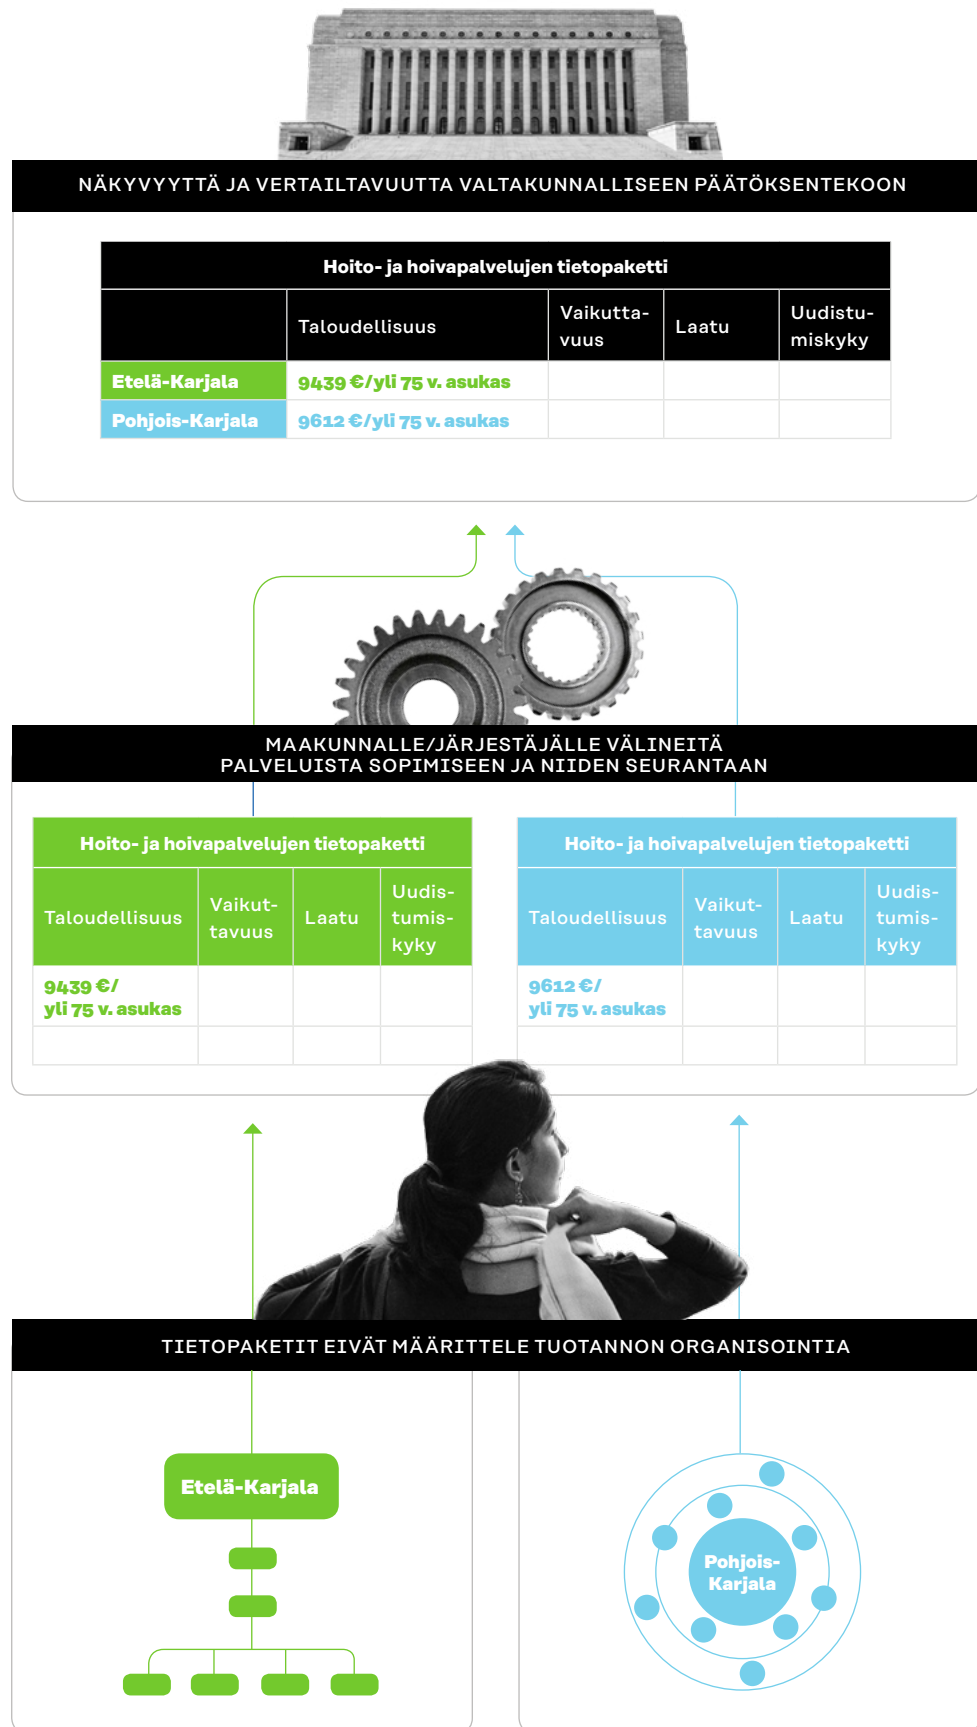 NÄKYVYYTTÄ JA VERTAILTAVUUTTA VALTAKUNNALLISEEN PÄÄTÖKSENTEKOON
Hoito- ja hoivapalvelujen tietopaketti
Taloudellisuus
Vaikutta-
vuus
Laatu
Uudistu-
miskyky
Etelä-Karjala
9439 €/yli 75 v. asukas
Pohjois-Karjala
9612 €/yli 75 v. asukas
MAAKUNNALLE/JÄRJESTÄJÄLLE VÄLINEITÄ
PALVELUISTA SOPIMISEEN JA NIIDEN SEURANTAAN
Hoito- ja hoivapalvelujen tietopaketti
Taloudellisuus
Vaikut-
tavuus
Laatu
Uudis-
tumis-
kyky
9439 €/
yli 75 v. asukas
Hoito- ja hoivapalvelujen tietopaketti
Taloudellisuus
Vaikut-
tavuus
Laatu
Uudis-
tumis-
kyky
9612 €/
yli 75 v. asukas
TIETOPAKETIT EIVÄT MÄÄRITTELE TUOTANNON ORGANISOINTIA
Etelä-Karjala
Pohjois-
Karjala